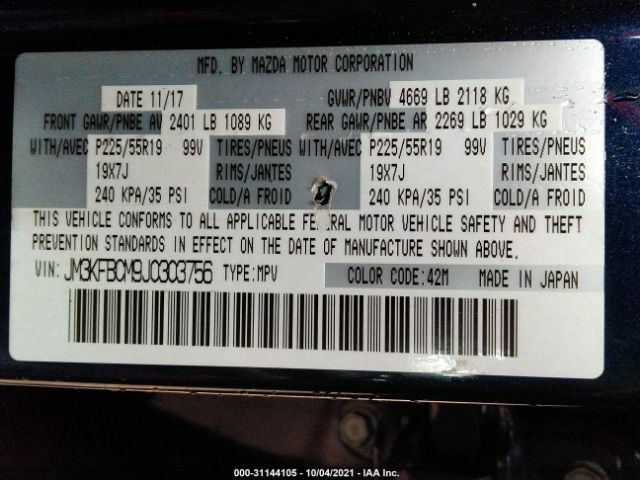 MFD. BY MAZDA MOTOR CORPORATION
DATE 11/17 GVWR/PNBV 4669 LB 2118 KG
FRONT GAWR/PNBE AV 2401 LB 1089 KG REAR GAWR/PNBE AR 2269 LB 1029 KG
WITH/AVEC P225/55R19 99V TIRES/PNEUS WITH/AVEC P225/55R19 99V TIRES/PNEUS
19X7J RIMS/JANTES 19X7J RIMS/JANTES
240 KPA/35 PSI COLD/A FROID 240 KPA/35 PSI COLD/A FROID
THIS VEHICLE CONFORMS TO ALL APPLICABLE FE RAL MOTOR VEHICLE SAFETY AND THEFT
PREVENTION STANDARDS IN EFFECT ON THE DATE OF MANUFACTURE SHOWN ABOVE.
VIN: JM3KFBCM9J0303756 TYPE:MPV COLOR CODE:42M MADE IN JAPAN
000-31144105 - 10/04/2021 - IAA Inc.